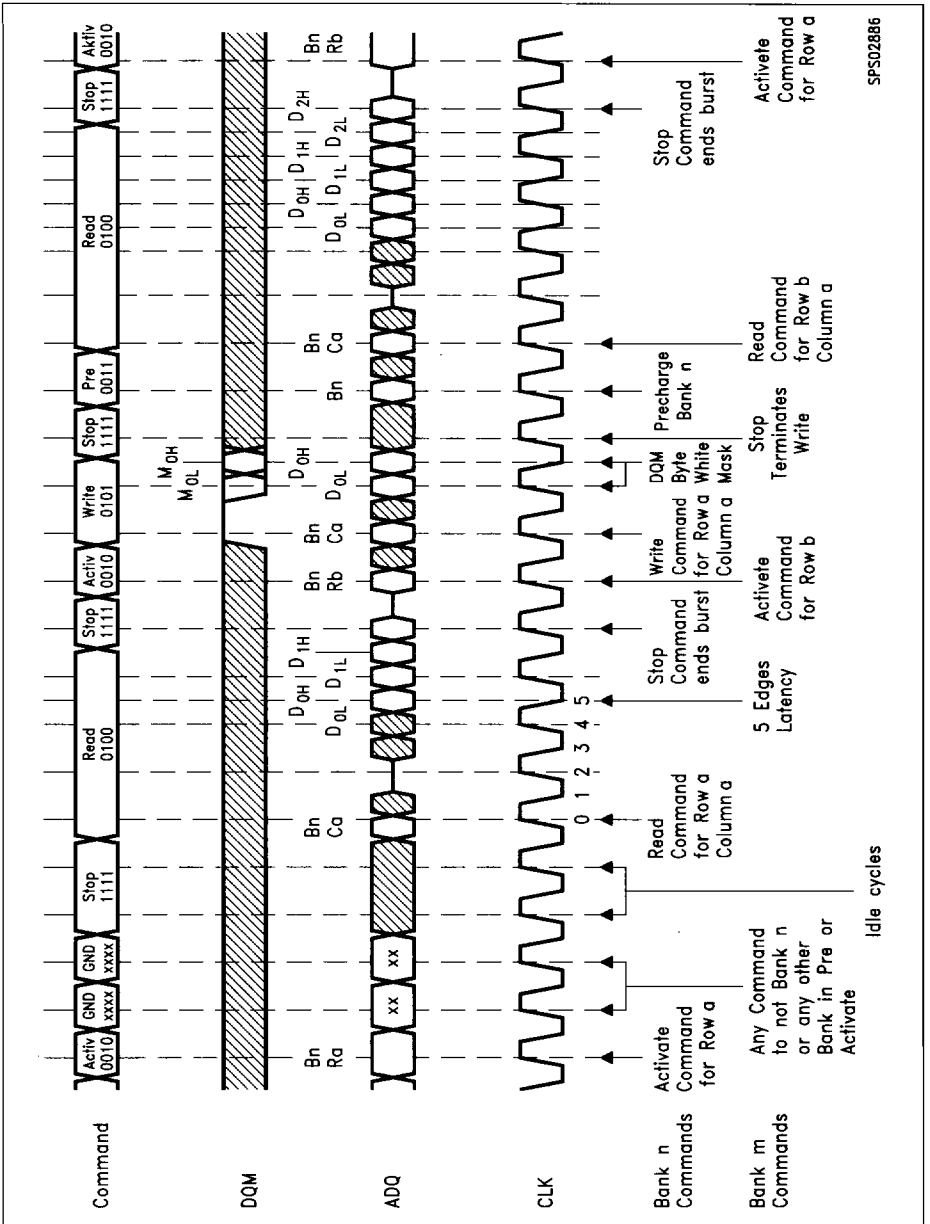 Command
Activ GND GND Stop Read Stop Activ Write Stop Pre Read Stop Aktiv
0010 xxxx xxxx 1111 0100 1111 0010 0101 1111 0011 0100 1111 0010
M0L M0H
DQM
D0L D0H D1L D1H D0L D0H D0L D0H D1L D1H D2L D2H
Bn Bn Bn Bn Bn Bn Bn
Ra Ca Rb Ca Ca Rb
ADQ
xx xx
CLK
0 1 2 3 4 5
Bank n
Commands
Activate
Command
for Row a
Read
Command
for Row a
Column a
Stop
Command
ends burst
Write
Command
for Row a
Column a
DQM
Byte
White
Mask
Precharge
Bank n
Stop
Command
ends burst
Bank m
Commands
Any Command
to not Bank n
or any other
Bank in Pre or
Activate
5 Edges
Latency
Activete
Command
for Row b
Stop
Terminates
Write
Read
Command
for Row b
Column a
Activete
Command
for Row a
Idle cycles
SPS02886